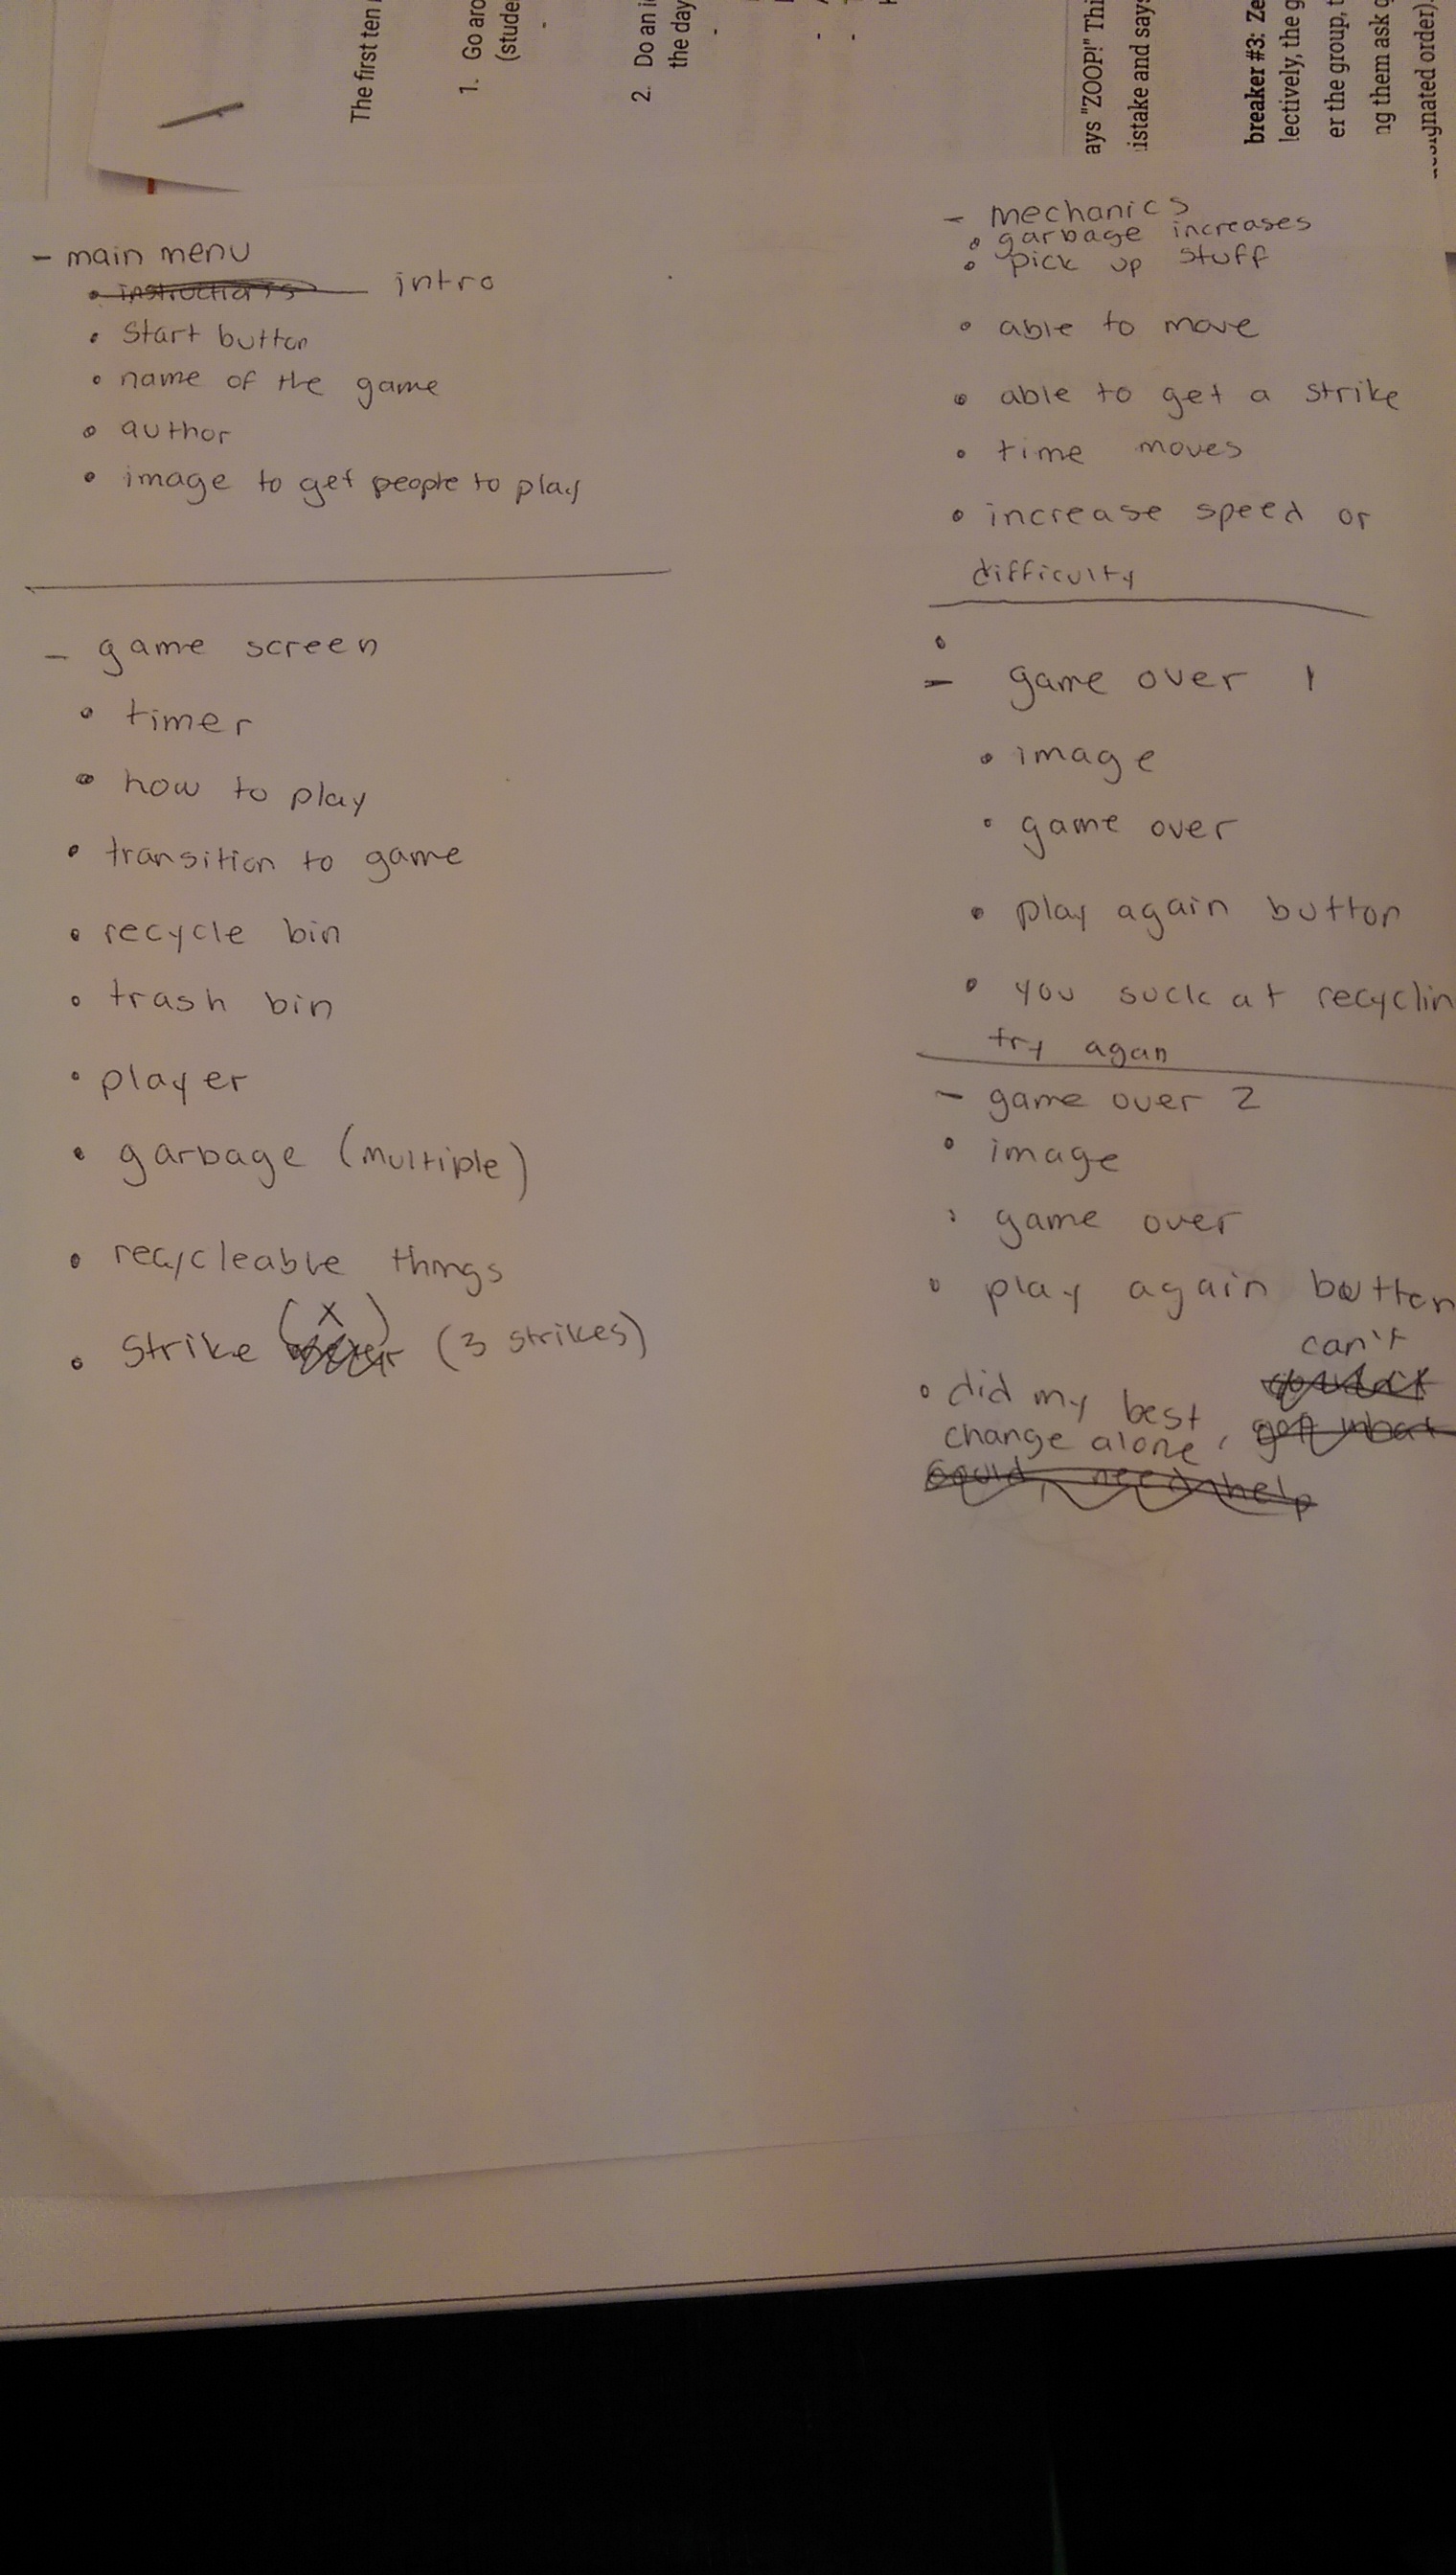 The first ten
1. Go aro
(stude
2. Do an i
the day
ays "ZOOP!" Thi
istake and says
breaker #3: Ze
lectively, the g
er the group, t
ng them ask q
gnated order).
- main menu
• instructions intro
• start button
• name of the game
• author
• image to get people to play
- game screen
• timer
• how to play
• transition to game
• recycle bin
• trash bin
• player
• garbage (multiple)
• recycleable things
(X)
• strike meter (3 strikes)
- mechanics
• garbage increases
• pick up stuff
• able to move
• able to get a strike
• time moves
• increase speed or
difficulty
•
- game over 1
• image
• game over
• play again button
• you suck at recyclin
try agan
- game over 2
• image
• game over
• play again button
can't
• did my best
change alone,
could, need help